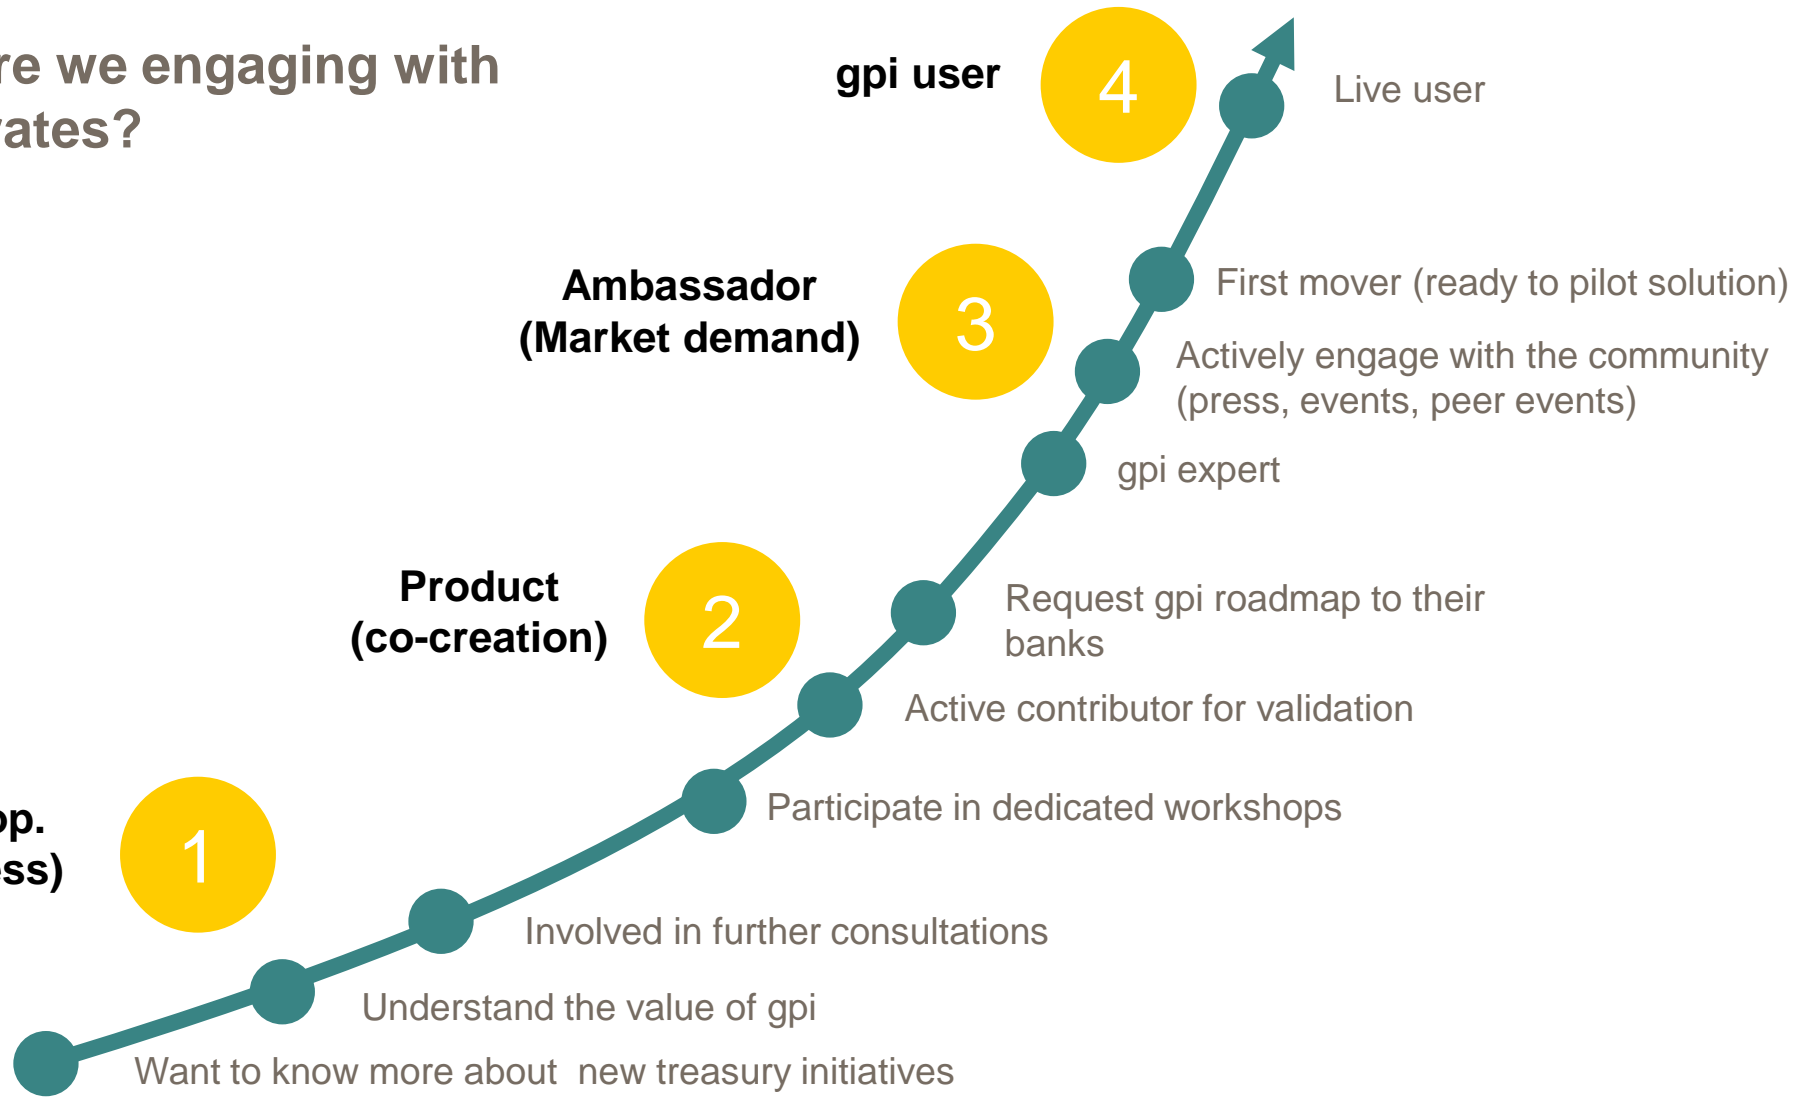 re we engaging with
rates?
gpi user
4
Live user
Ambassador
(Market demand)
3
First mover (ready to pilot solution)
Actively engage with the community
(press, events, peer events)
gpi expert
Product
(co-creation)
2
Request gpi roadmap to their
banks
Active contributor for validation
Participate in dedicated workshops
op.
ess)
1
Involved in further consultations
Understand the value of gpi
Want to know more about new treasury initiatives